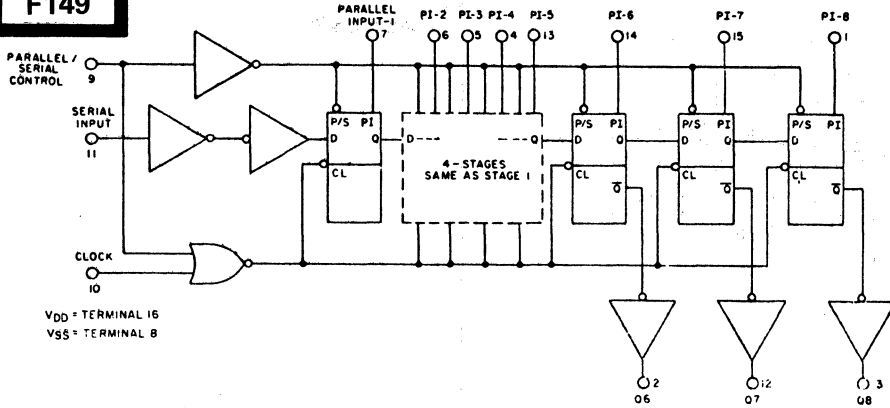 F149
PARALLEL INPUT-1
7
PI-2
6
PI-3
5
PI-4
4
PI-5
13
PI-6
14
PI-7
15
PI-8
1
PARALLEL /
SERIAL
CONTROL
9
SERIAL
INPUT
11
P/S PI
D Q
CL
D---- ----Q
4-STAGES
SAME AS STAGE 1
P/S PI
D Q
CL
Q̅
P/S PI
D Q
CL
Q̅
P/S PI
D
CL
Q̅
CLOCK
10
VDD = TERMINAL 16
VSS = TERMINAL 8
2
Q6
12
Q7
3
Q8